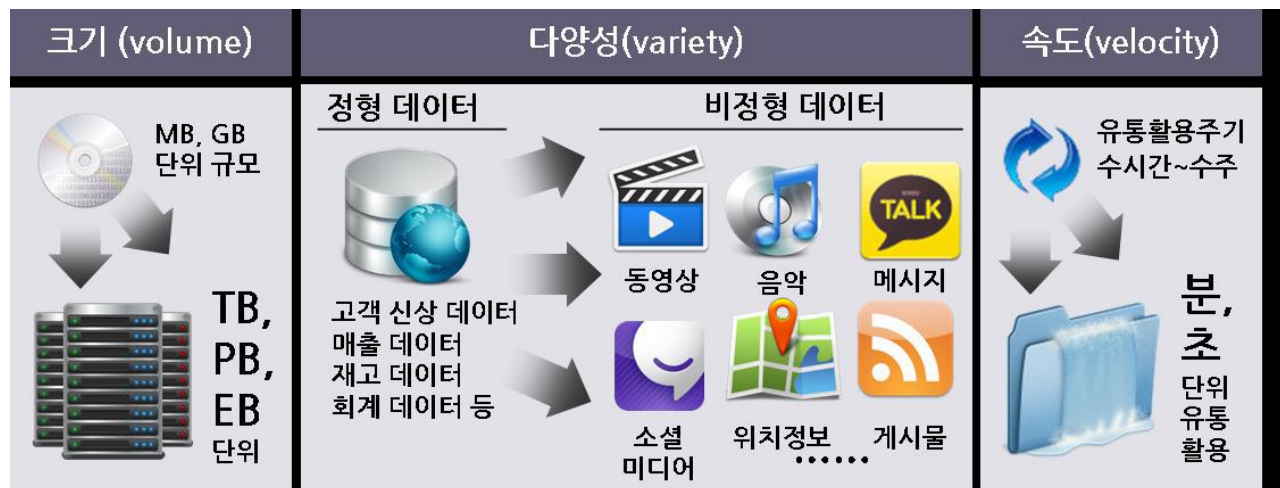 크기 (volume)
다양성(variety)
속도(velocity)
MB, GB
단위 규모
TB,
PB,
EB
단위
정형 데이터
비정형 데이터
고객 신상 데이터
매출 데이터
재고 데이터
회계 데이터 등
TALK
동영상
음악
메시지
소셜
미디어
위치정보
게시물
......
유통활용주기
수시간~수주
분,
초
단위
유통
활용